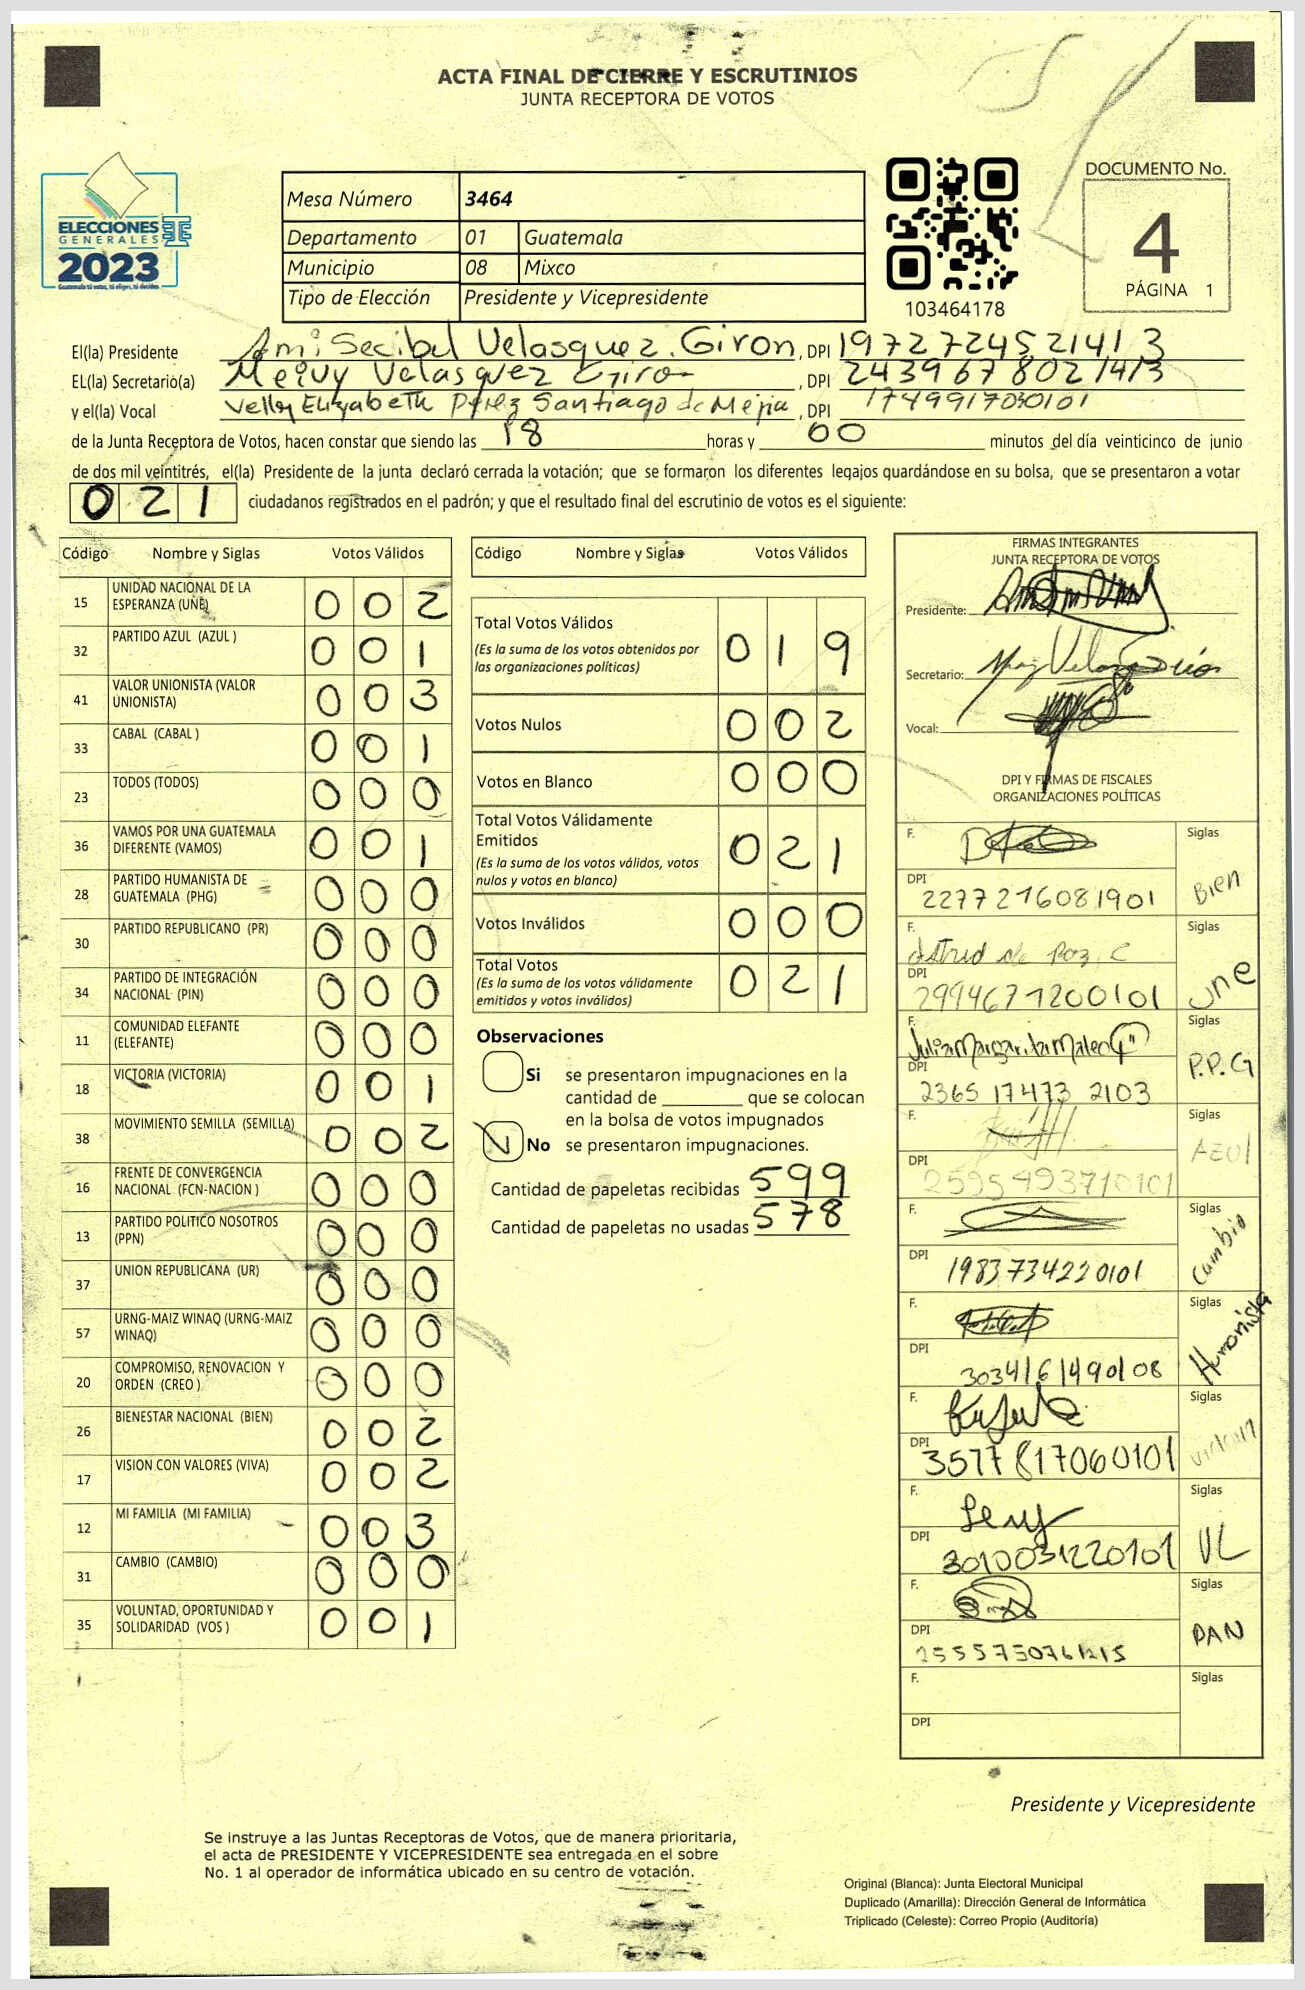 ACTA FINAL DE CIERRE Y ESCRUTINIOS
JUNTA RECEPTORA DE VOTOS
ELECCIONES
GENERALES
2023
Guatemala tú votas, tú eliges, tú decides
Mesa Número 3464
Departamento 01 Guatemala
Municipio 08 Mixco
Tipo de Elección Presidente y Vicepresidente
103464178
DOCUMENTO No.
4
PÁGINA 1
El(la) Presidente Ami Secibel Velasquez. Giron, DPI 1972724521413
EL(la) Secretario(a) Meivy Velasquez Giron, DPI 2439678021413
y el(la) Vocal Velly Elizabeth Pérez Santiago de Mejia, DPI 1749917030101
de la Junta Receptora de Votos, hacen constar que siendo las 18 horas y 00 minutos del día veinticinco de junio
de dos mil veintitrés, el(la) Presidente de la junta declaró cerrada la votación; que se formaron los diferentes legajos guardándose en su bolsa, que se presentaron a votar
021 ciudadanos registrados en el padrón; y que el resultado final del escrutinio de votos es el siguiente:
Código Nombre y Siglas Votos Válidos
15 UNIDAD NACIONAL DE LA ESPERANZA (UNE) 0 0 2
32 PARTIDO AZUL (AZUL ) 0 0 1
41 VALOR UNIONISTA (VALOR UNIONISTA) 0 0 3
33 CABAL (CABAL ) 0 0 1
23 TODOS (TODOS) 0 0 0
36 VAMOS POR UNA GUATEMALA DIFERENTE (VAMOS) 0 0 1
28 PARTIDO HUMANISTA DE GUATEMALA (PHG) 0 0 0
30 PARTIDO REPUBLICANO (PR) 0 0 0
34 PARTIDO DE INTEGRACIÓN NACIONAL (PIN) 0 0 0
11 COMUNIDAD ELEFANTE (ELEFANTE) 0 0 0
18 VICTORIA (VICTORIA) 0 0 1
38 MOVIMIENTO SEMILLA (SEMILLA) 0 0 2
16 FRENTE DE CONVERGENCIA NACIONAL (FCN-NACION ) 0 0 0
13 PARTIDO POLITICO NOSOTROS (PPN) 0 0 0
37 UNION REPUBLICANA (UR) 0 0 0
57 URNG-MAIZ WINAQ (URNG-MAIZ WINAQ) 0 0 0
20 COMPROMISO, RENOVACION Y ORDEN (CREO ) 0 0 0
26 BIENESTAR NACIONAL (BIEN) 0 0 2
17 VISION CON VALORES (VIVA) 0 0 2
12 MI FAMILIA (MI FAMILIA) 0 0 3
31 CAMBIO (CAMBIO) 0 0 0
35 VOLUNTAD, OPORTUNIDAD Y SOLIDARIDAD (VOS ) 0 0 1
Código Nombre y Siglas Votos Válidos
Total Votos Válidos 0 1 9
(Es la suma de los votos obtenidos por
las organizaciones políticas)
Votos Nulos 0 0 2
Votos en Blanco 0 0 0
Total Votos Válidamente
Emitidos 0 2 1
(Es la suma de los votos válidos, votos
nulos y votos en blanco)
Votos Inválidos 0 0 0
Total Votos 0 2 1
(Es la suma de los votos válidamente
emitidos y votos inválidos)
Observaciones
Si se presentaron impugnaciones en la
cantidad de ________ que se colocan
en la bolsa de votos impugnados
No se presentaron impugnaciones.
Cantidad de papeletas recibidas 599
Cantidad de papeletas no usadas 578
FIRMAS INTEGRANTES
JUNTA RECEPTORA DE VOTOS
Presidente:
Secretario:
Vocal:
DPI Y FIRMAS DE FISCALES
ORGANIZACIONES POLÍTICAS
F. Siglas
DPI 2277216081901 Bien
F. Astrid de Paz C Siglas
DPI 2994671200101 Une
F. Julia Margarita Mateo G Siglas
DPI 2365 17473 2103 P.P.G
F. Siglas
DPI 2595493710101 AZUl
F. Siglas
DPI 1983734220101 Cambio
F. Siglas
DPI 3034161490108 Humanista
F. Siglas
DPI 3577817060101
F. Siglas
DPI 3010031220101 VL
F. Siglas
DPI 2555750761215 PAN
F. Siglas
DPI
Presidente y Vicepresidente
Se instruye a las Juntas Receptoras de Votos, que de manera prioritaria,
el acta de PRESIDENTE Y VICEPRESIDENTE sea entregada en el sobre
No. 1 al operador de informática ubicado en su centro de votación.
Original (Blanca): Junta Electoral Municipal
Duplicado (Amarilla): Dirección General de Informática
Triplicado (Celeste): Correo Propio (Auditoría)